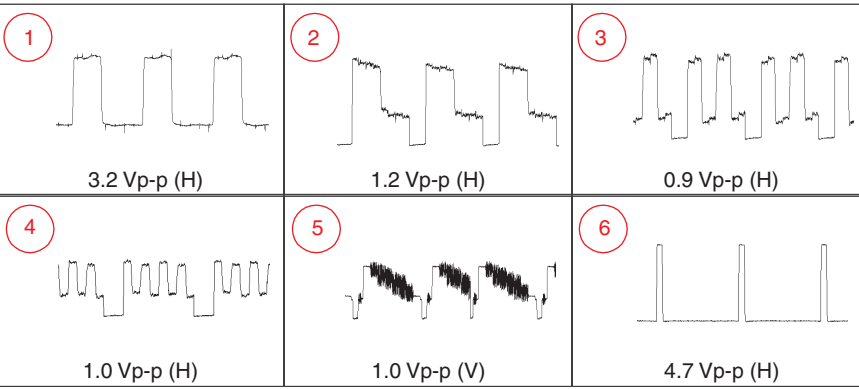 1
2
3
3.2 Vp-p (H)
1.2 Vp-p (H)
0.9 Vp-p (H)
4
5
6
1.0 Vp-p (H)
1.0 Vp-p (V)
4.7 Vp-p (H)